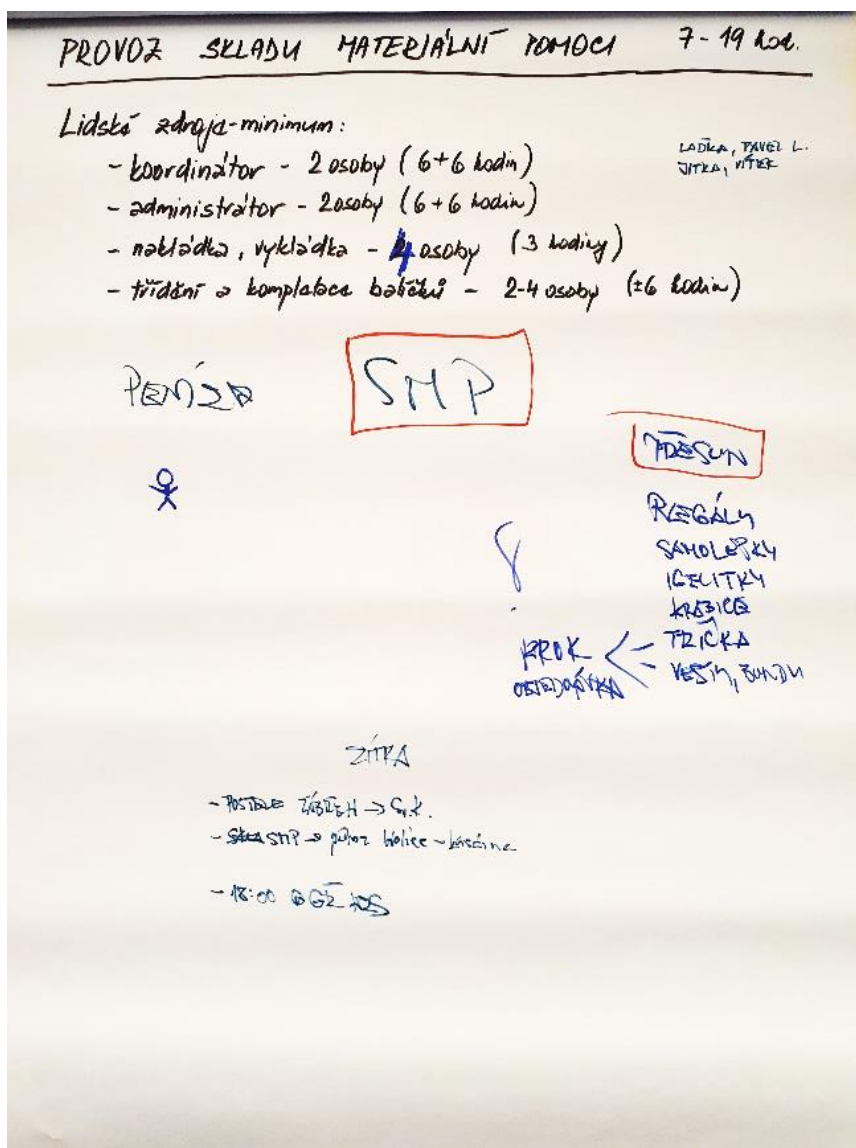 PROVOZ SKLADU MATERIÁLNÍ POMOCI 7-19 hod.
Lidské zdroje-minimum:
- koordinátor - 2 osoby (6+6 hodin)
- administrátor - 2 osoby (6+6 hodin)
- nakládka, vykládka - 4 osoby (3 hodiny)
- třídění a kompletace balíčků - 2-4 osoby (±6 hodin)
LAĎKA, PAVEL L.
JITKA, VÍTEK
PENÍZE
SMP
PŘESUN
REGÁLY
SAMOLEPKY
IGELITKY
KRABICE
TRIČKA
VESTY, BUNDY
KROK
OBJEDNÁVKA
ZÍTRA
- POSTELE ZÁBŘEH → S.K.
- SMP →
- 18:00